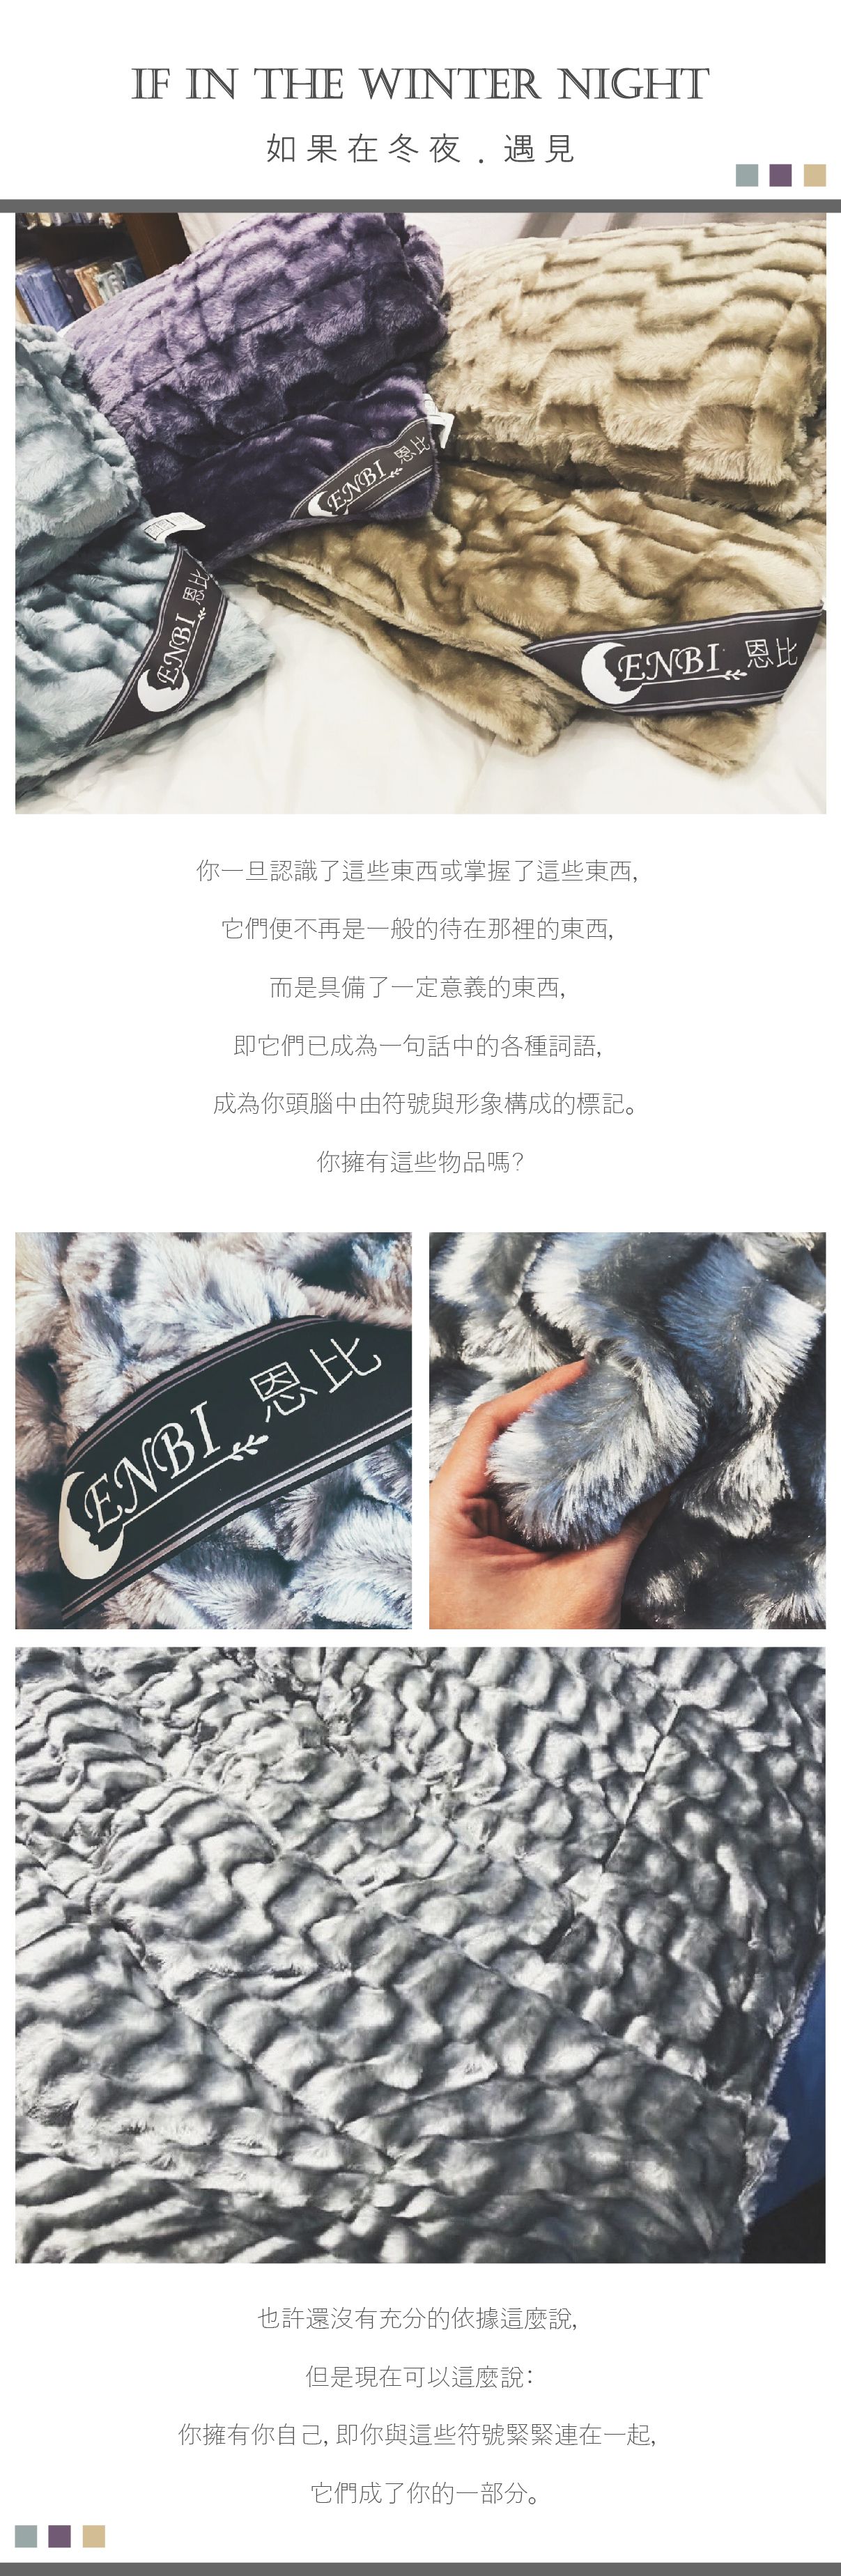 IF IN THE WINTER NIGHT
如果在冬夜．遇見
ENBI 恩比
ENBI 恩比
ENBI 恩比
你一旦認識了這些東西或掌握了這些東西,
它們便不再是一般的待在那裡的東西,
而是具備了一定意義的東西,
即它們已成為一句話中的各種詞語,
成為你頭腦中由符號與形象構成的標記。
你擁有這些物品嗎?
ENBI 恩比
也許還沒有充分的依據這麼說,
但是現在可以這麼說:
你擁有你自己, 即你與這些符號緊緊連在一起,
它們成了你的一部分。